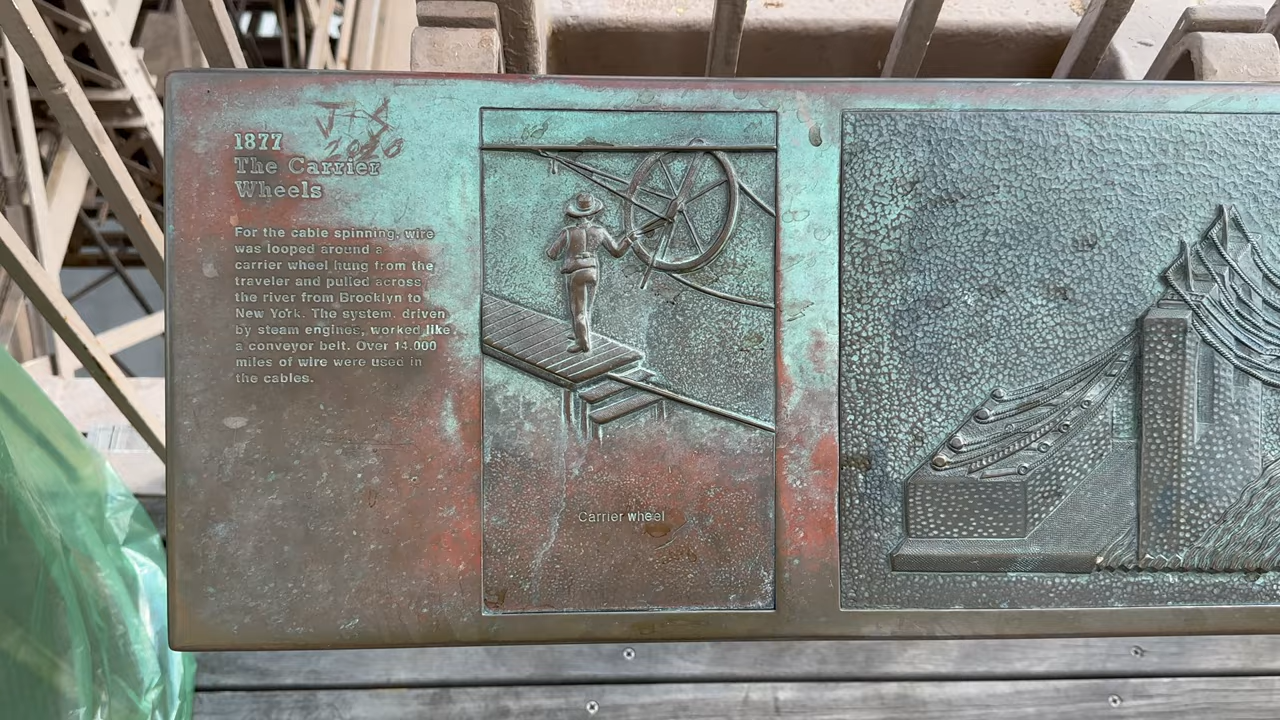 1877
The Carrier
Wheels
For the cable spinning, wire
was looped around a
carrier wheel hung from the
traveler and pulled across
the river from Brooklyn to
New York. The system, driven
by steam engines, worked like
a conveyor belt. Over 14,000
miles of wire were used in
the cables.
Carrier wheel